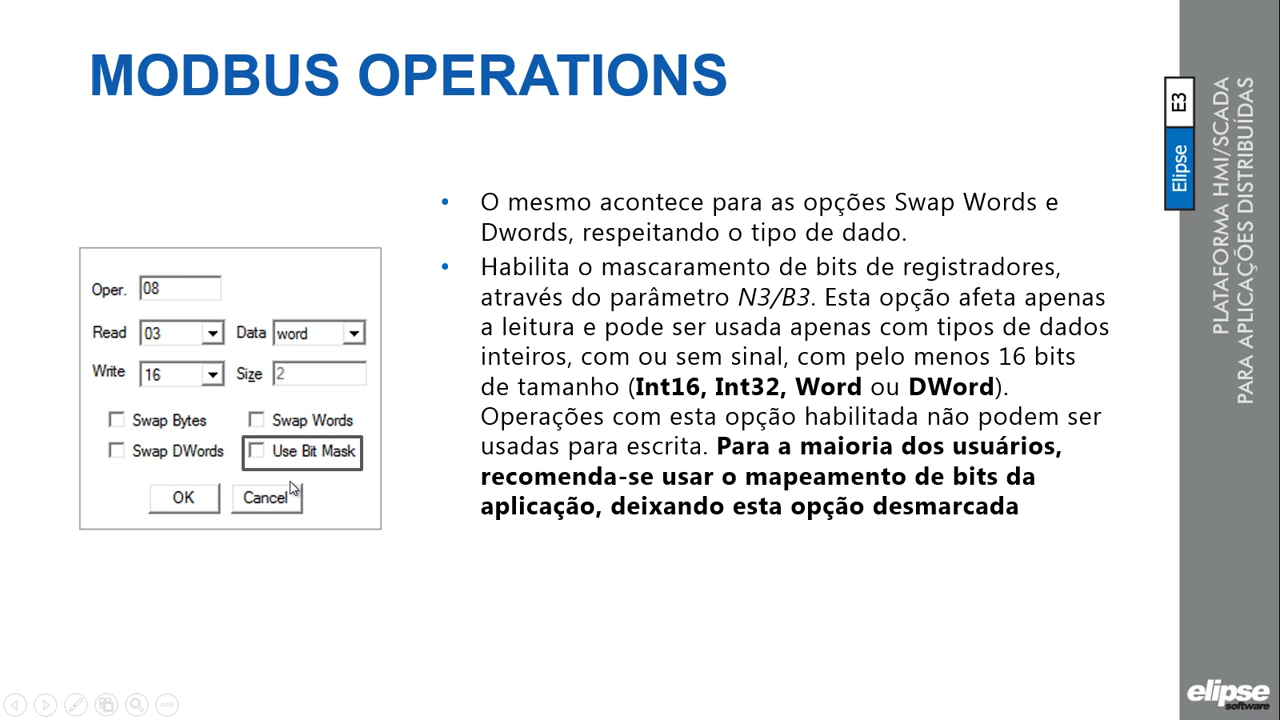 MODBUS OPERATIONS
• O mesmo acontece para as opções Swap Words e
Dwords, respeitando o tipo de dado.
• Habilita o mascaramento de bits de registradores,
através do parâmetro N3/B3. Esta opção afeta apenas
a leitura e pode ser usada apenas com tipos de dados
inteiros, com ou sem sinal, com pelo menos 16 bits
de tamanho (Int16, Int32, Word ou DWord).
Operações com esta opção habilitada não podem ser
usadas para escrita. Para a maioria dos usuários,
recomenda-se usar o mapeamento de bits da
aplicação, deixando esta opção desmarcada
Oper. 08
Read 03 Data word
Write 16 Size 2
Swap Bytes Swap Words
Swap DWords Use Bit Mask
OK Cancel
Elipse E3
PLATAFORMA HMI/SCADA
PARA APLICAÇÕES DISTRIBUÍDAS
elipse
software